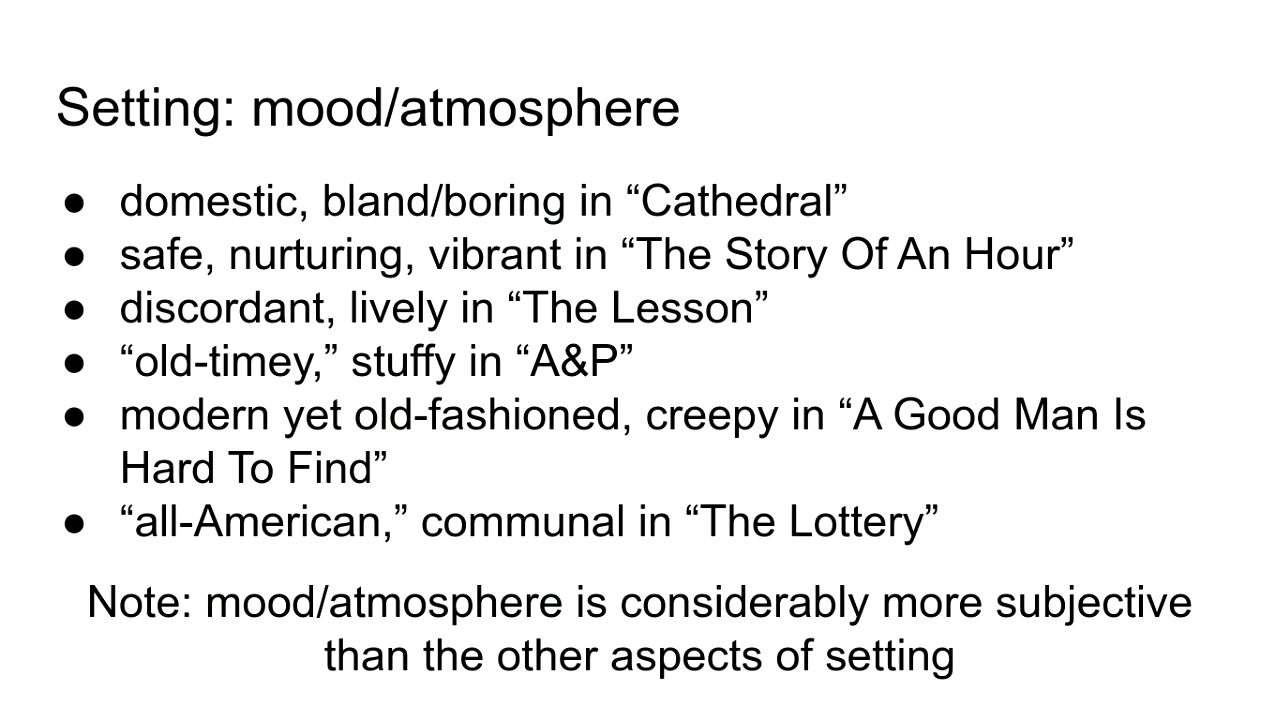 Setting: mood/atmosphere
● domestic, bland/boring in “Cathedral”
● safe, nurturing, vibrant in “The Story Of An Hour”
● discordant, lively in “The Lesson”
● “old-timey,” stuffy in “A&P”
● modern yet old-fashioned, creepy in “A Good Man Is
Hard To Find”
● “all-American,” communal in “The Lottery”
Note: mood/atmosphere is considerably more subjective
than the other aspects of setting